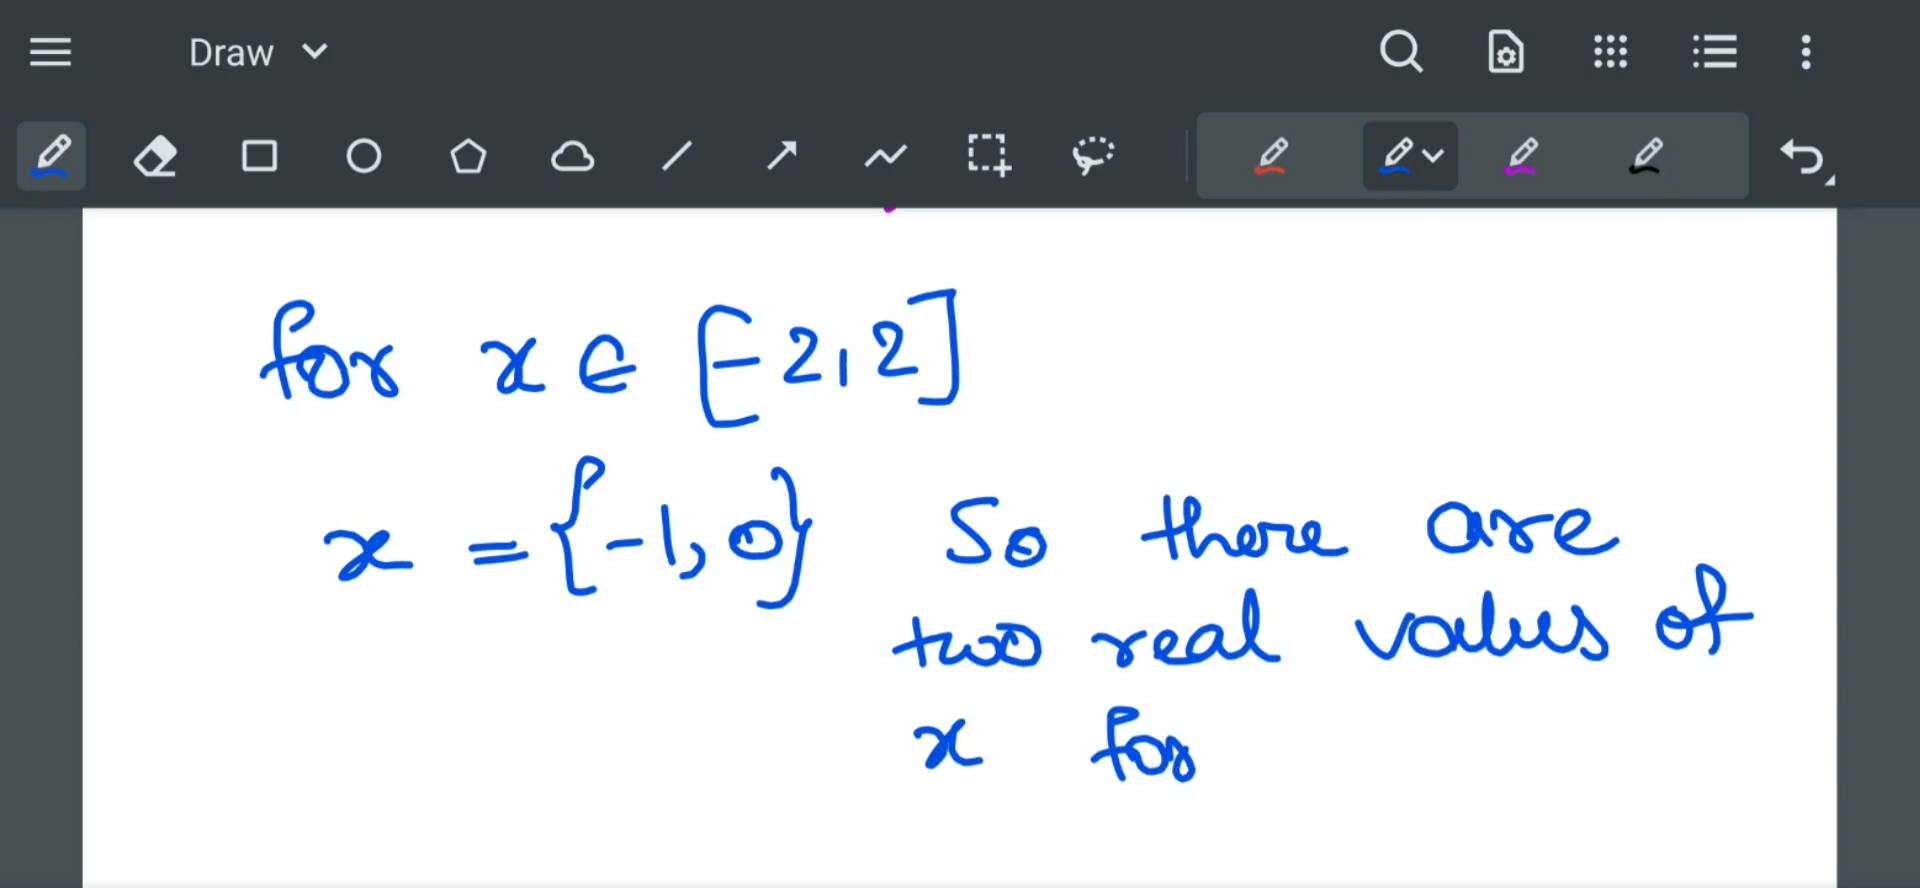 Draw
for x ∈ [-2,2]
x = {-1,0} So there are
two real values of
x for